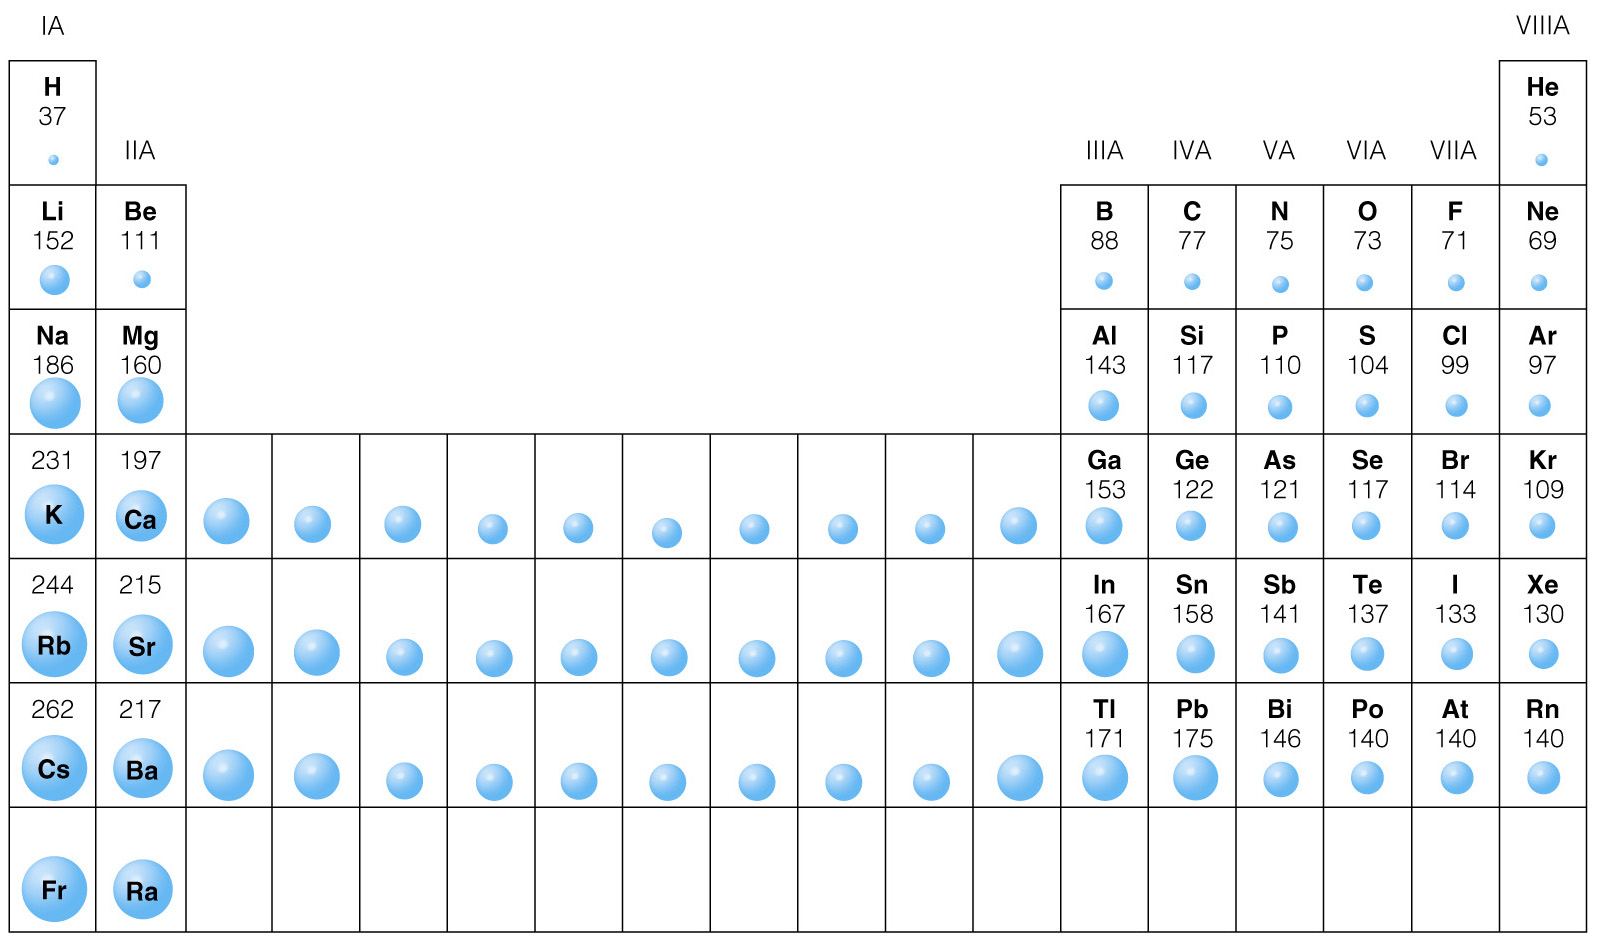 IA VIIIA
H He
37 53
IIA IIIA IVA VA VIA VIIA
Li Be B C N O F Ne
152 111 88 77 75 73 71 69
Na Mg Al Si P S Cl Ar
186 160 143 117 110 104 99 97
231 197 Ga Ge As Se Br Kr
153 122 121 117 114 109
K Ca
244 215 In Sn Sb Te I Xe
167 158 141 137 133 130
Rb Sr
262 217 Tl Pb Bi Po At Rn
171 175 146 140 140 140
Cs Ba
Fr Ra